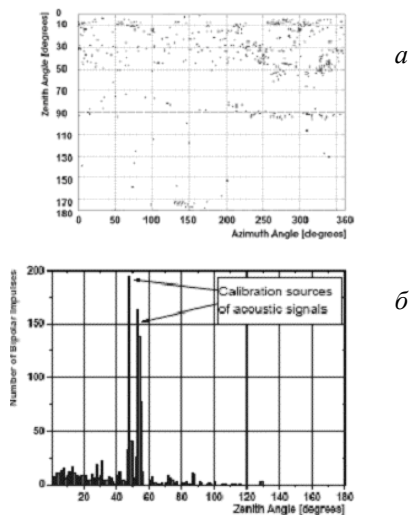 0
10
30
50
70
90
110
130
150
170
180
Zenith Angle [degrees]
0 50 100 150 200 250 300 360
Azimuth Angle [degrees]
а
200
150
100
50
0
Number of Bipolar Impulses
Calibration sources
of acoustic signals
20 40 60 80 100 120 140 160 180
Zenith Angle [degrees]
б